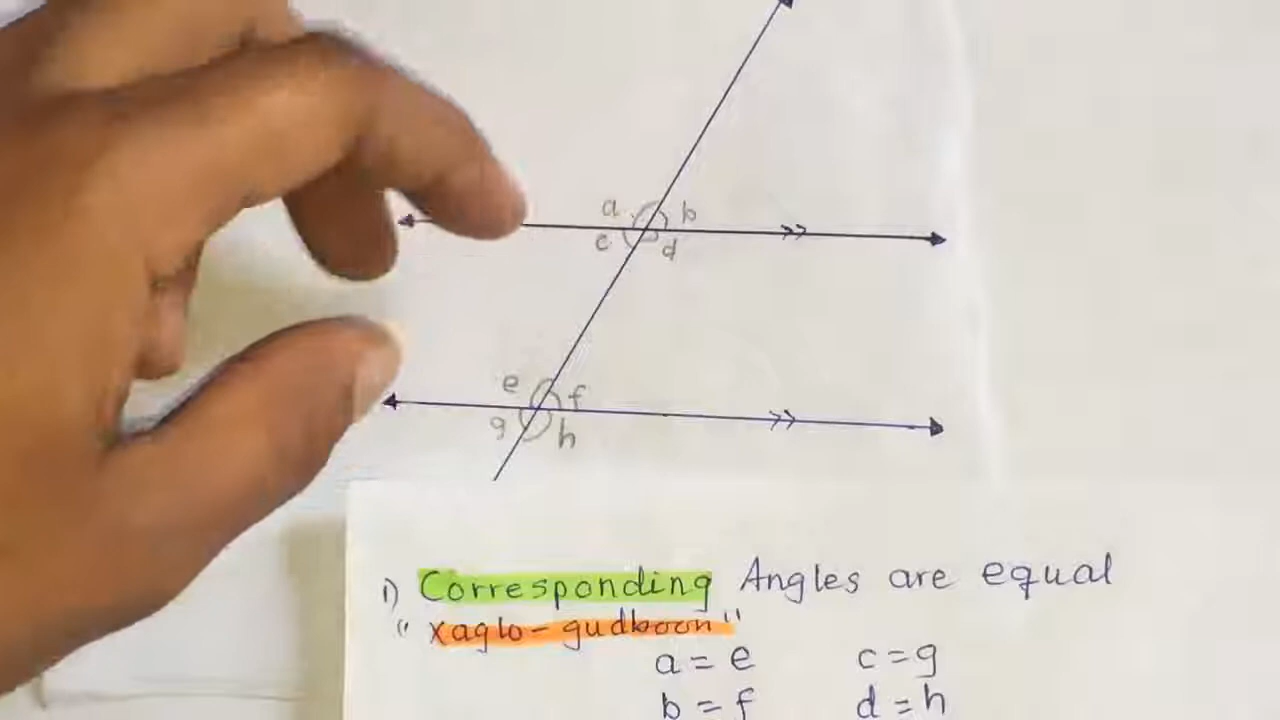 a b
c d
e f
g h
1) Corresponding Angles are equal
"xaglo-gudboon"
a = e c = g
b = f d = h